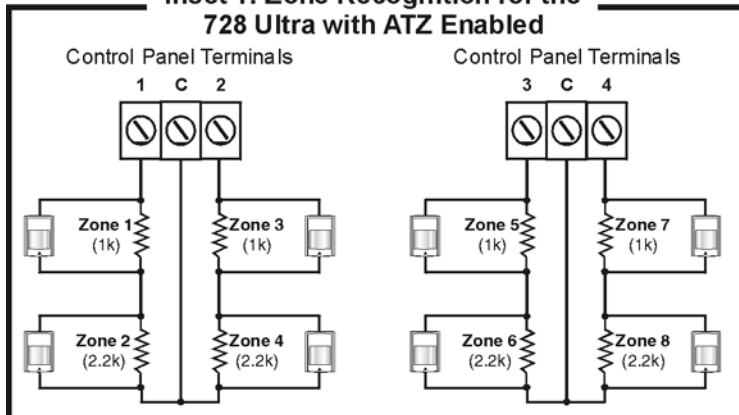 Inset 1: Zone Recognition for the
728 Ultra with ATZ Enabled
Control Panel Terminals
1 C 2
Zone 1
(1k)
Zone 3
(1k)
Zone 2
(2.2k)
Zone 4
(2.2k)
Control Panel Terminals
3 C 4
Zone 5
(1k)
Zone 7
(1k)
Zone 6
(2.2k)
Zone 8
(2.2k)